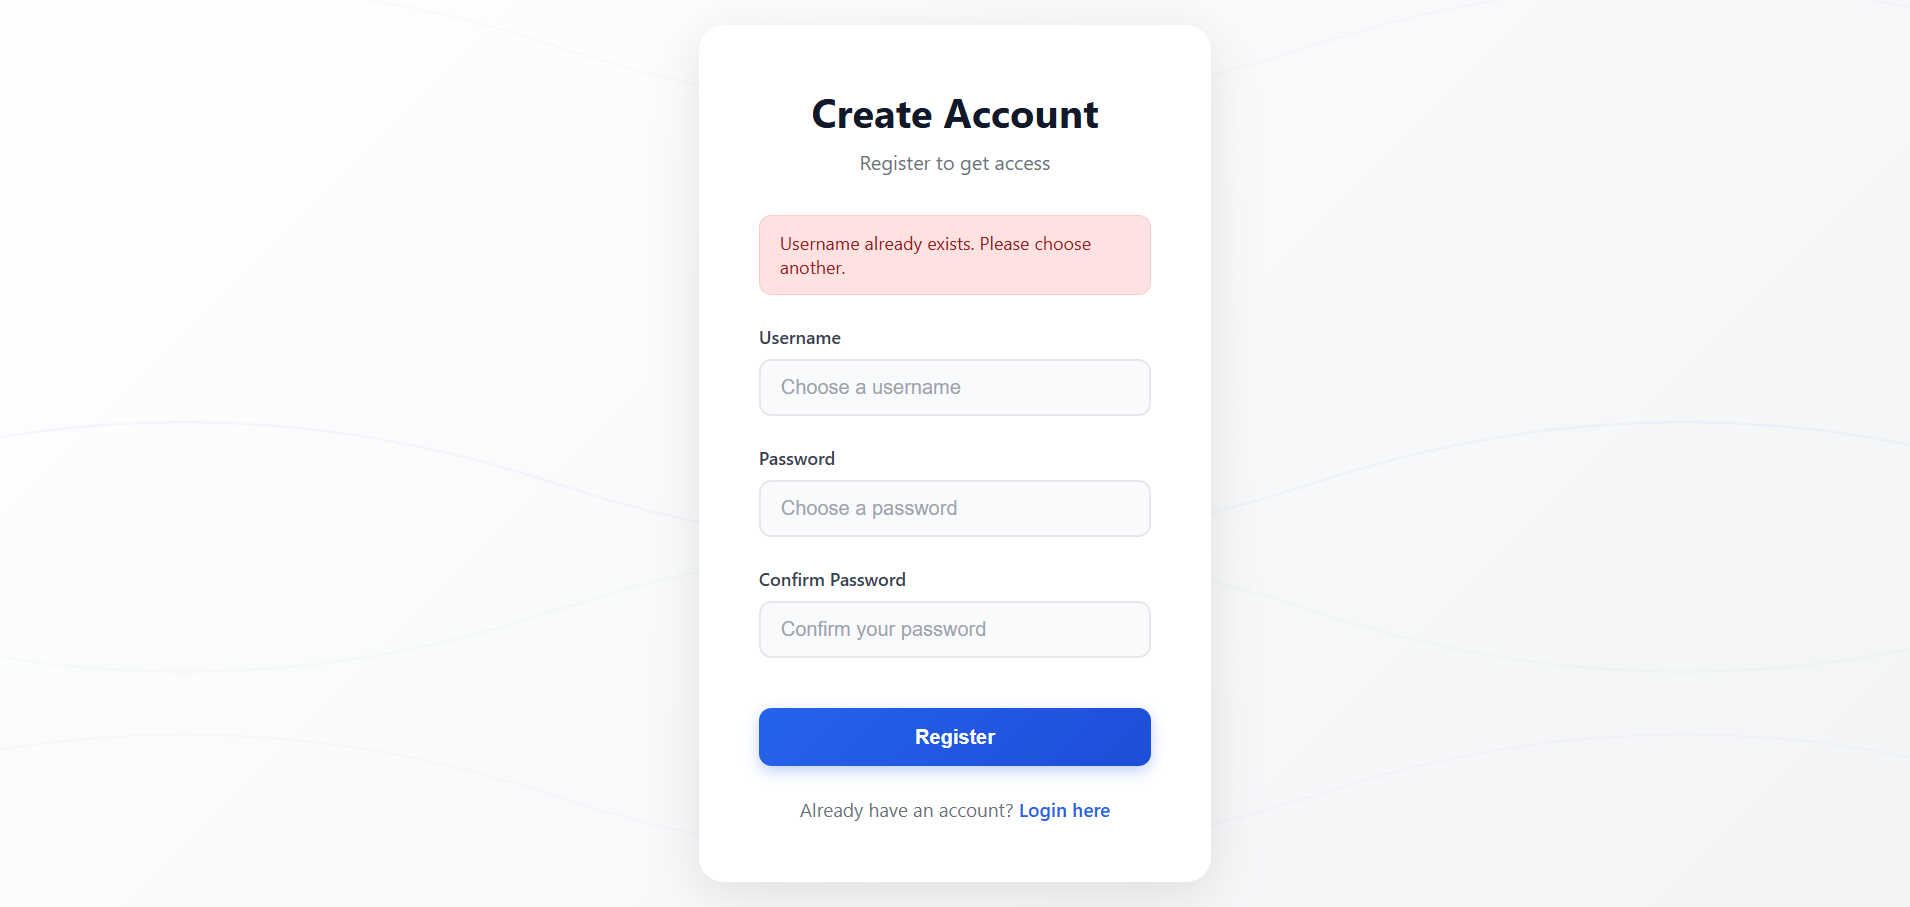 Create Account
Register to get access
Username already exists. Please choose
another.
Username
Choose a username
Password
Choose a password
Confirm Password
Confirm your password
Register
Already have an account? Login here